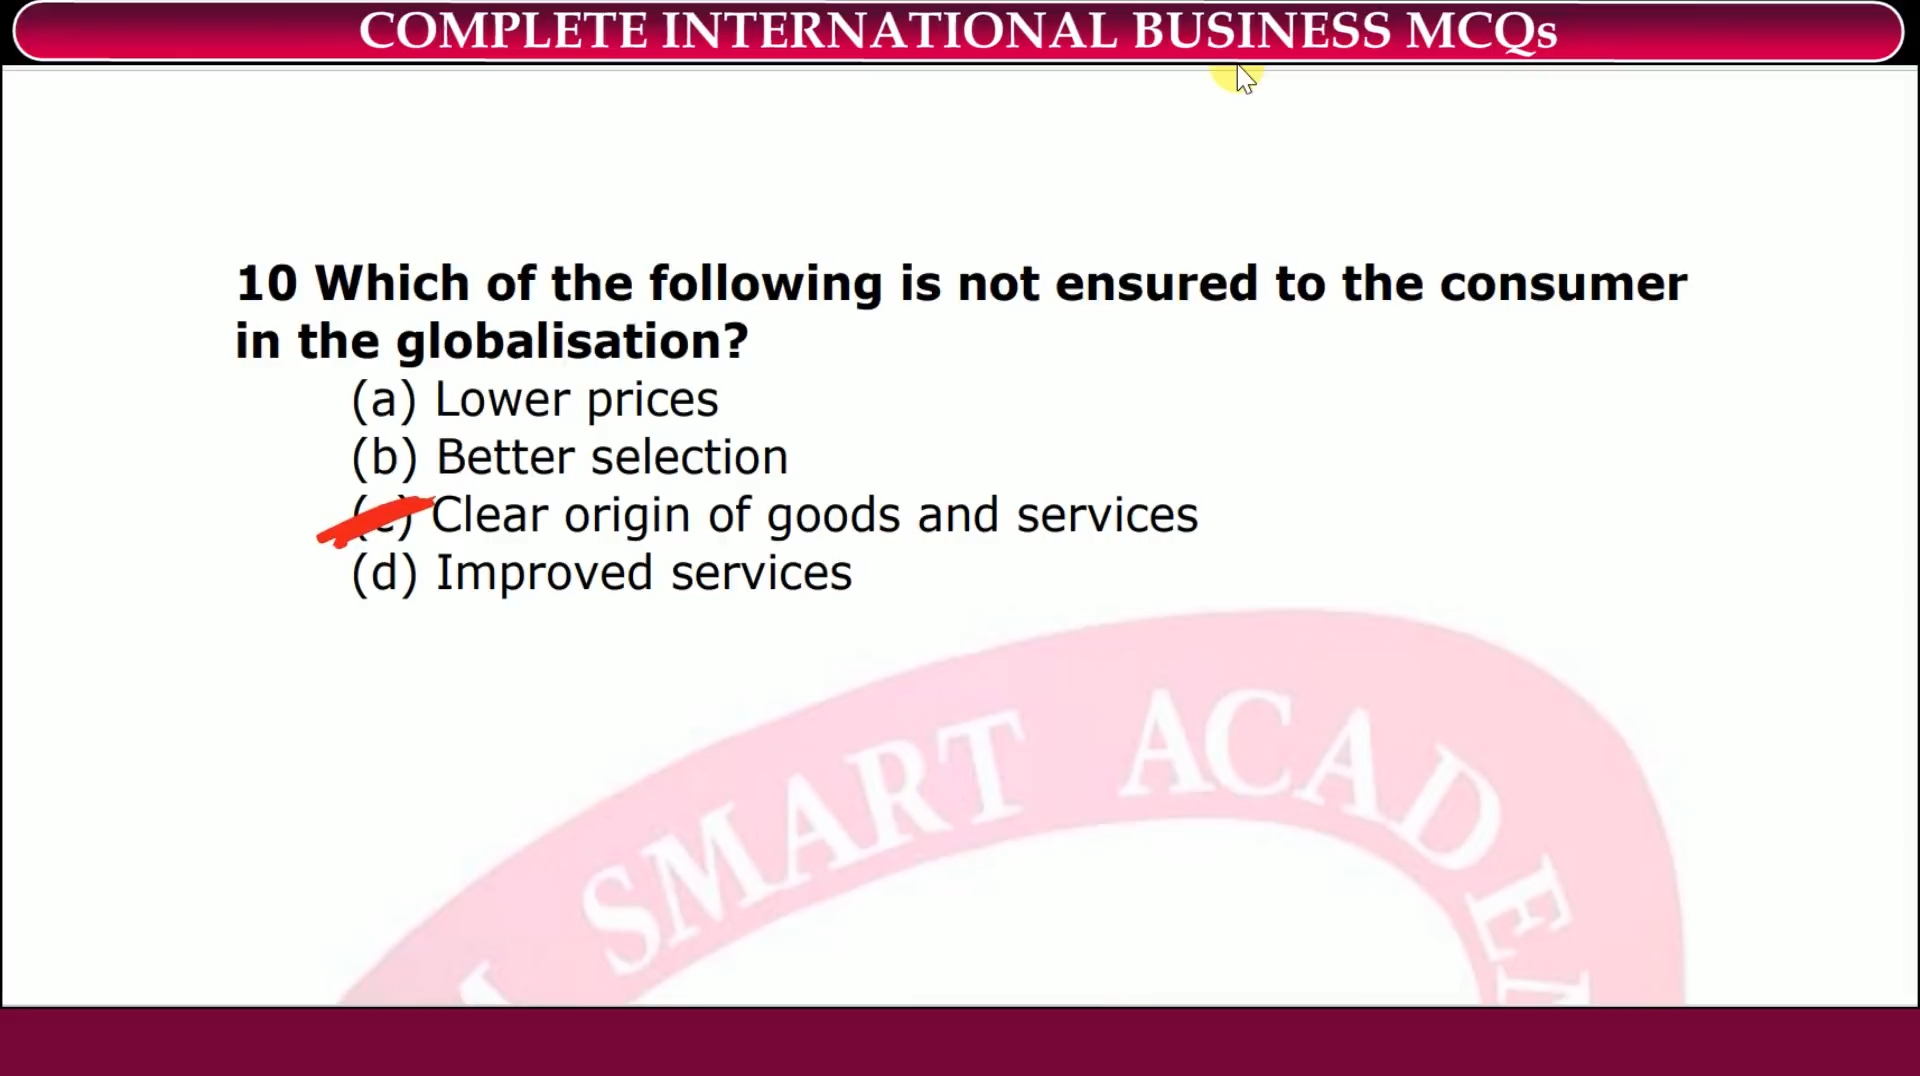 COMPLETE INTERNATIONAL BUSINESS MCQs
10 Which of the following is not ensured to the consumer
in the globalisation?
(a) Lower prices
(b) Better selection
(c) Clear origin of goods and services
(d) Improved services
SMART ACADEM